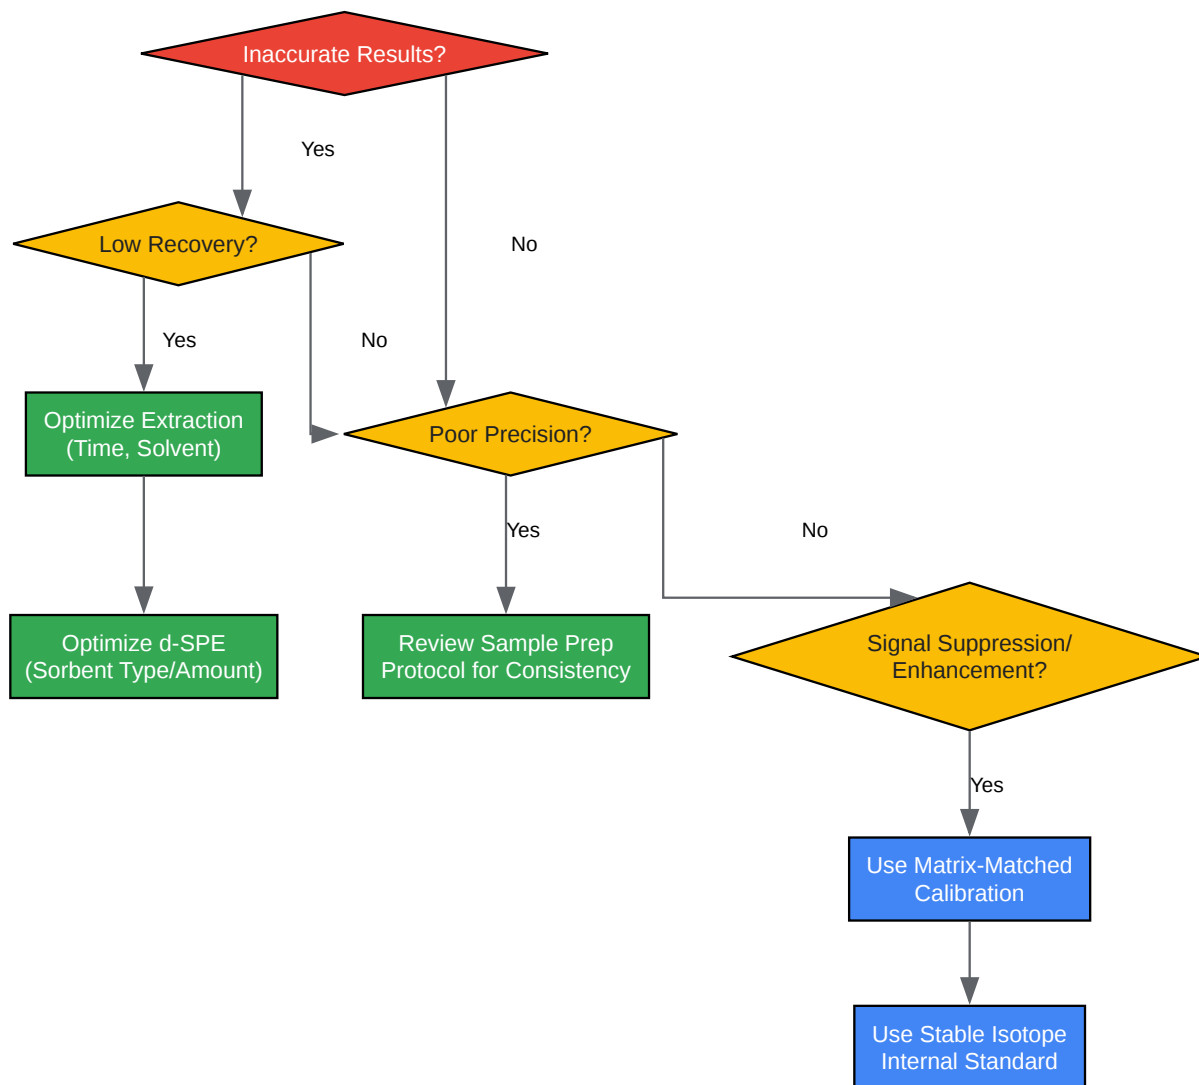 Inaccurate Results?
Yes
Low Recovery?
No
Yes
No
Optimize Extraction
(Time, Solvent)
Poor Precision?
Yes
No
Optimize d-SPE
(Sorbent Type/Amount)
Review Sample Prep
Protocol for Consistency
Signal Suppression/
Enhancement?
Yes
Use Matrix-Matched
Calibration
Use Stable Isotope
Internal Standard